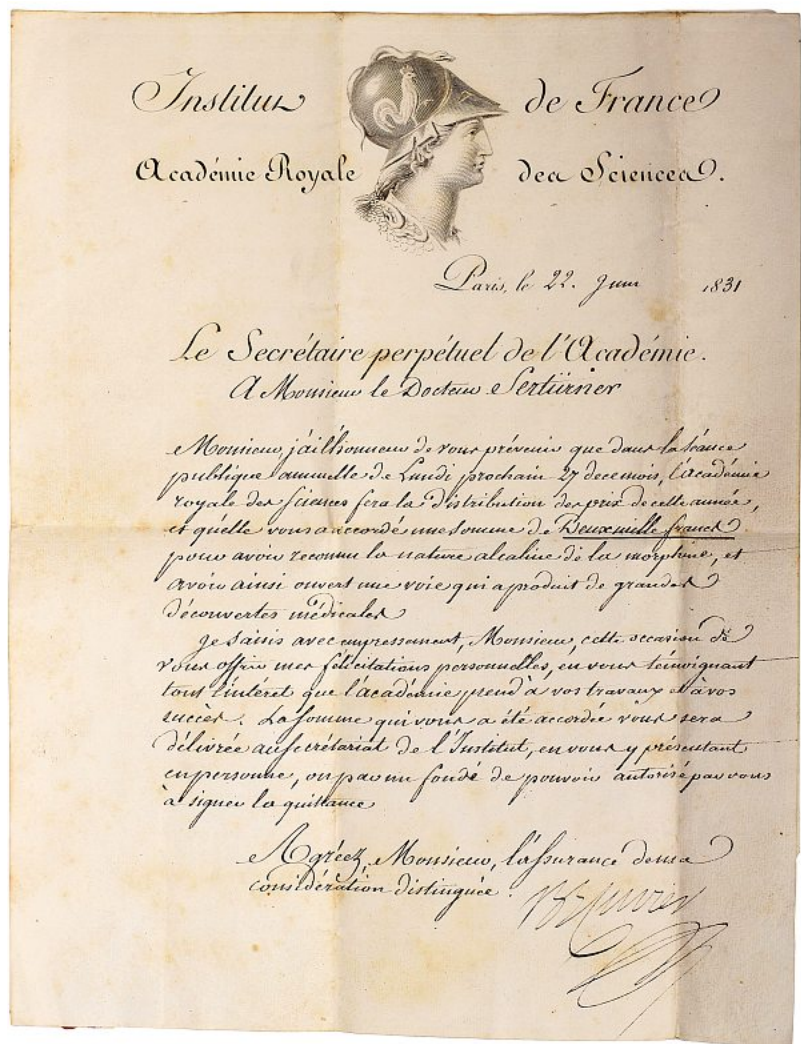 Institut de France
Académie Royale des Sciences.
Paris, le 22. Juin 1831
Le Secrétaire perpétuel de l'Académie.
A Monsieur le Docteur Sertürner
Monsieur, j'ai l'honneur de vous prévenir que dans la séance
publique annuelle de Lundi prochain 27 de ce mois, l'académie
royale des sciences fera la distribution des prix de cette année,
et qu'elle vous a accordé une somme de Deux mille francs
pour avoir reconnu la nature alcaline de la morphine, et
avoir ainsi ouvert une voie qui a produit de grandes
découvertes médicales
Je saisis avec empressement, Monsieur, cette occasion de
vous offrir mes félicitations personnelles, en vous témoignant
tout l'intérêt que l'académie prend à vos travaux et à vos
succès. La somme qui vous a été accordée vous sera
délivrée au secrétariat de l'Institut, en vous y présentant
en personne, ou par un fondé de pouvoir autorisé par vous
à signer la quittance
Agréez, Monsieur, l'assurance de ma
considération distinguée.
Bn Cuvier